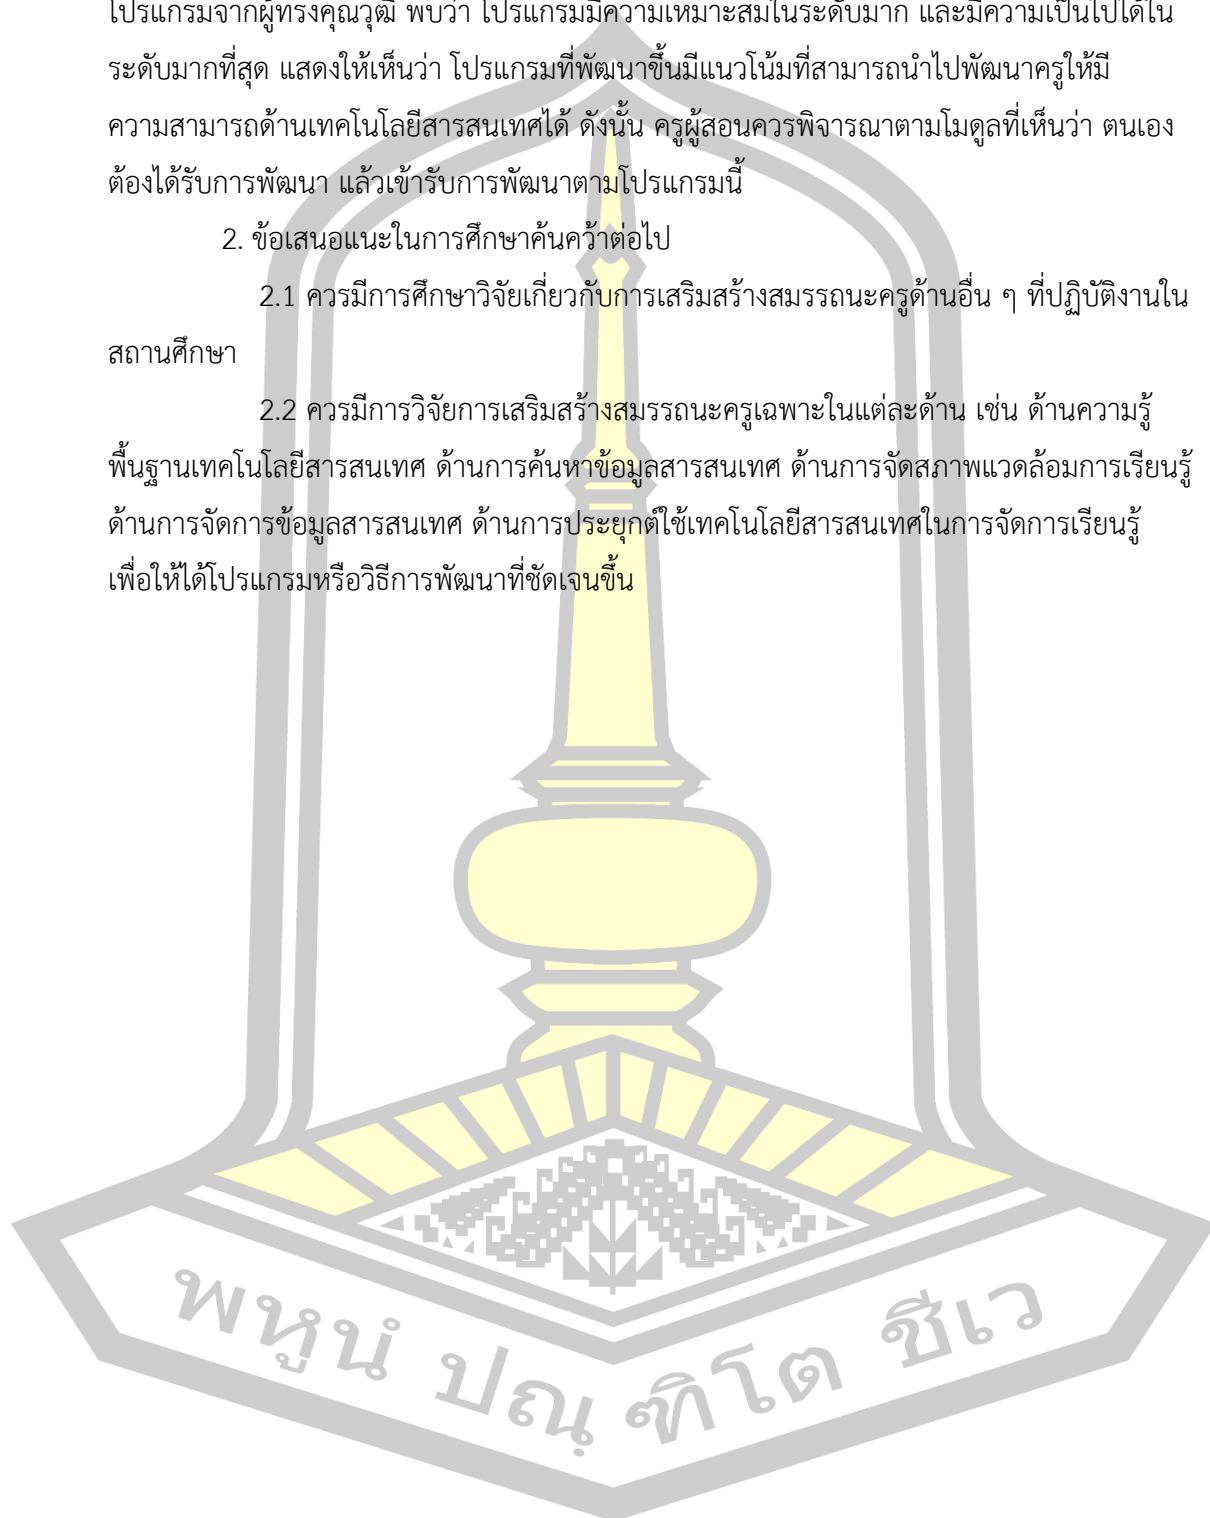 โปรแกรมจากผู้ทรงคุณวุฒิ พบว่า โปรแกรมมีความเหมาะสมในระดับมาก และมีความเป็นไปได้ใน
ระดับมากที่สุด แสดงให้เห็นว่า โปรแกรมที่พัฒนาขึ้นมีแนวโน้มที่สามารถนำไปพัฒนาครูให้มี
ความสามารถด้านเทคโนโลยีสารสนเทศได้ ดังนั้น ครูผู้สอนควรพิจารณาตามโมดูลที่เห็นว่า ตนเอง
ต้องได้รับการพัฒนา แล้วเข้ารับการพัฒนาตามโปรแกรมนี้
2. ข้อเสนอแนะในการศึกษาค้นคว้าต่อไป
2.1 ควรมีการศึกษาวิจัยเกี่ยวกับการเสริมสร้างสมรรถนะครูด้านอื่น ๆ ที่ปฏิบัติงานใน
สถานศึกษา
2.2 ควรมีการวิจัยการเสริมสร้างสมรรถนะครูเฉพาะในแต่ละด้าน เช่น ด้านความรู้
พื้นฐานเทคโนโลยีสารสนเทศ ด้านการค้นหาข้อมูลสารสนเทศ ด้านการจัดสภาพแวดล้อมการเรียนรู้
ด้านการจัดการข้อมูลสารสนเทศ ด้านการประยุกต์ใช้เทคโนโลยีสารสนเทศในการจัดการเรียนรู้
เพื่อให้ได้โปรแกรมหรือวิธีการพัฒนาที่ชัดเจนขึ้น
พหูนํ ปณฺฑิโต ชีเว